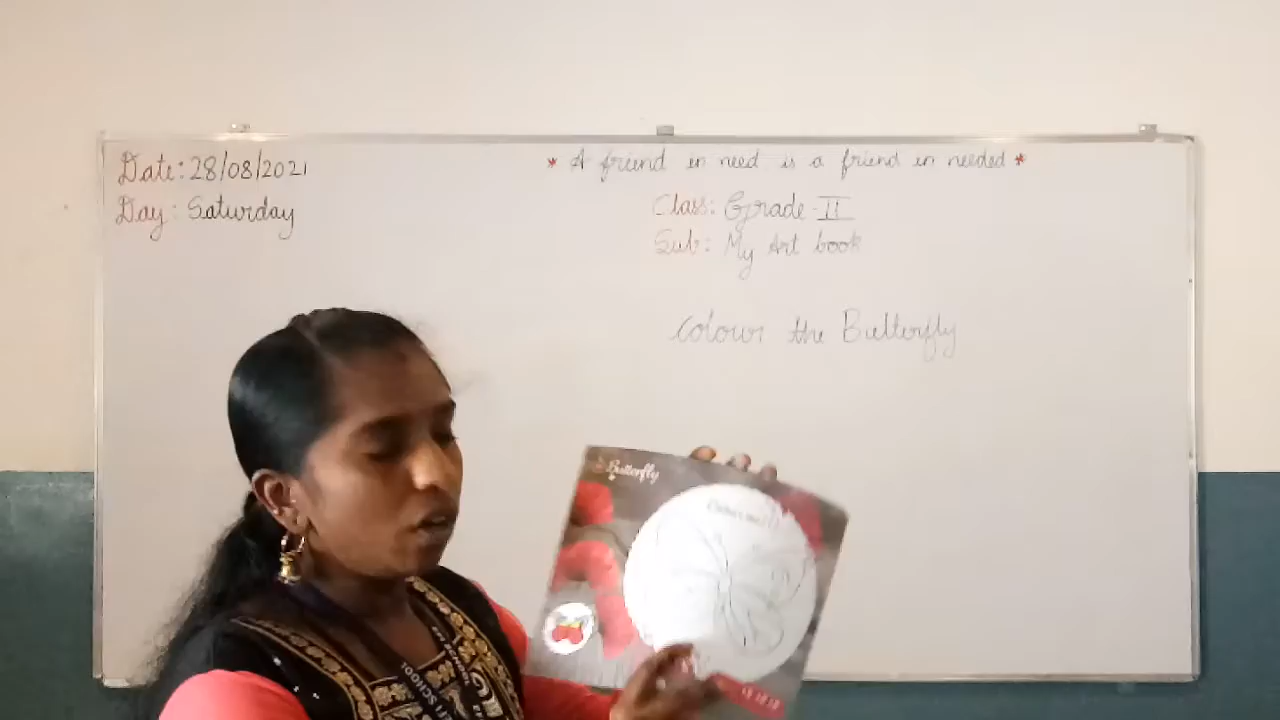 Date: 28/08/2021
Day: Saturday
* A friend in need is a friend in needed *
Class: Grade-II
Sub: My Art book
Colour the Butterfly
Butterfly
SCHOOL